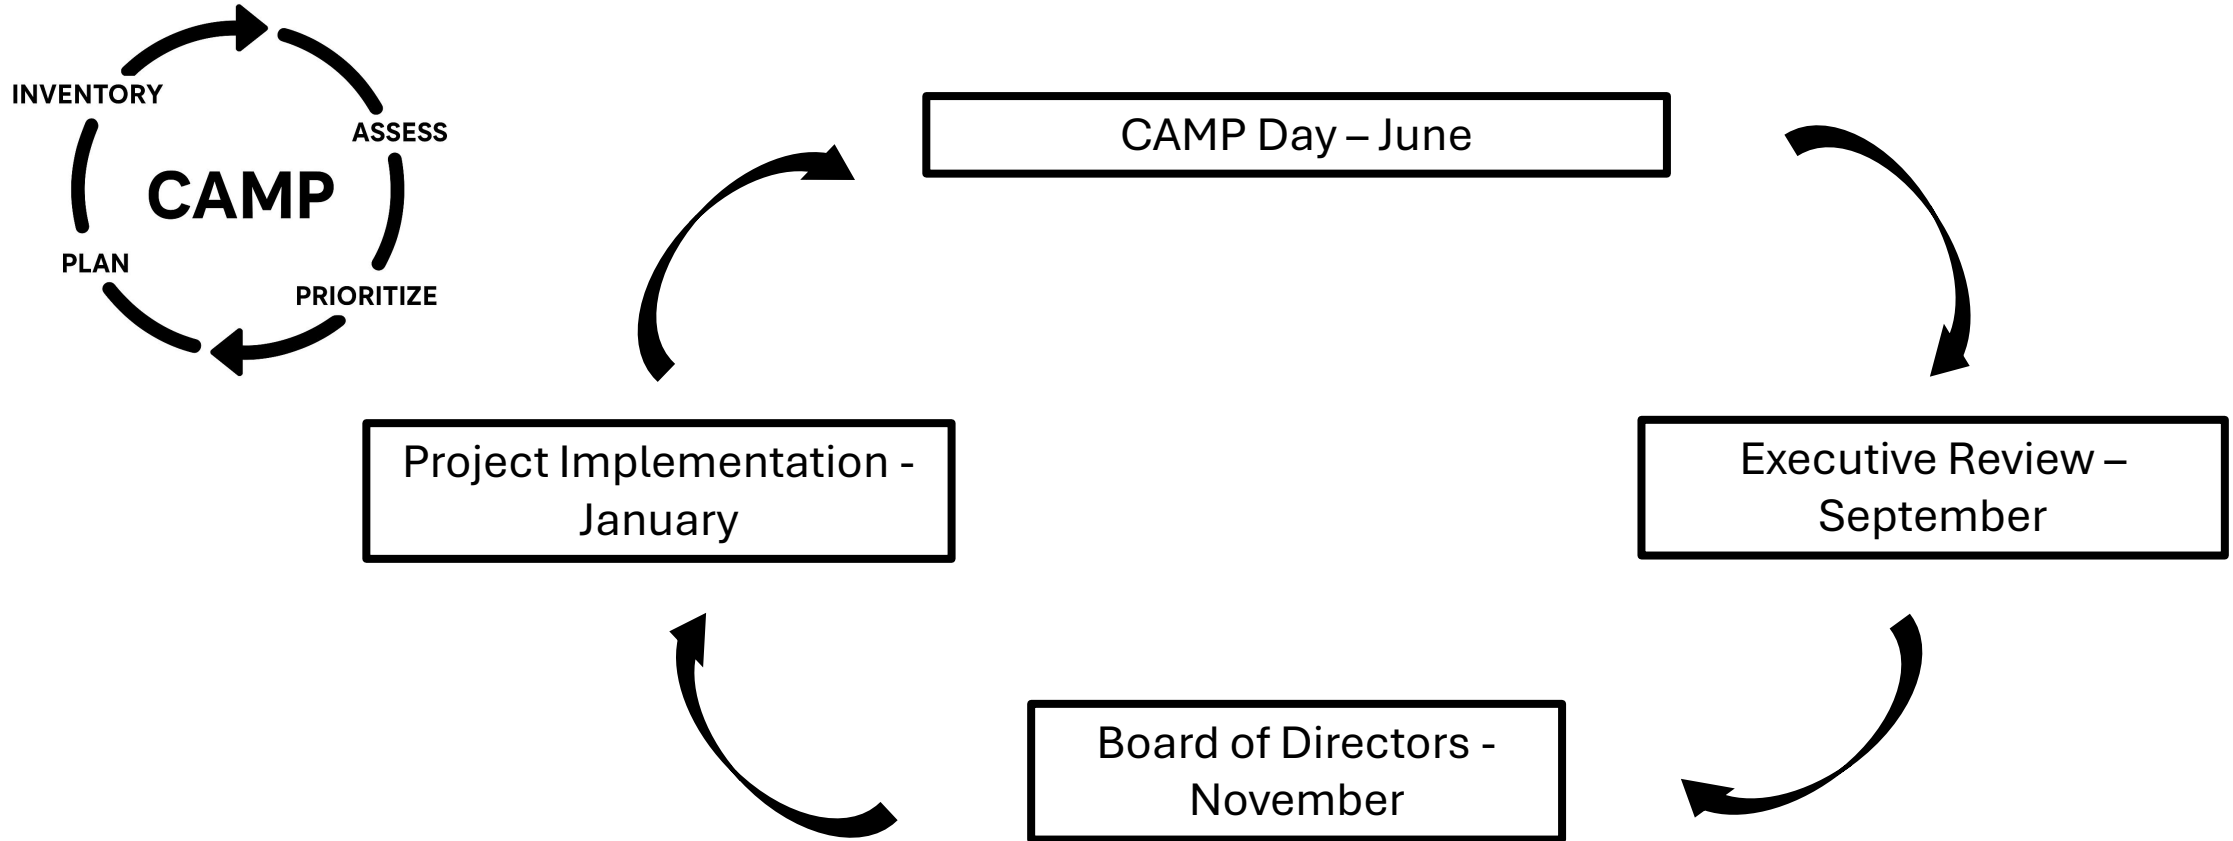 INVENTORY
ASSESS
CAMP
PLAN
PRIORITIZE
CAMP Day – June
Project Implementation -
January
Executive Review –
September
Board of Directors -
November